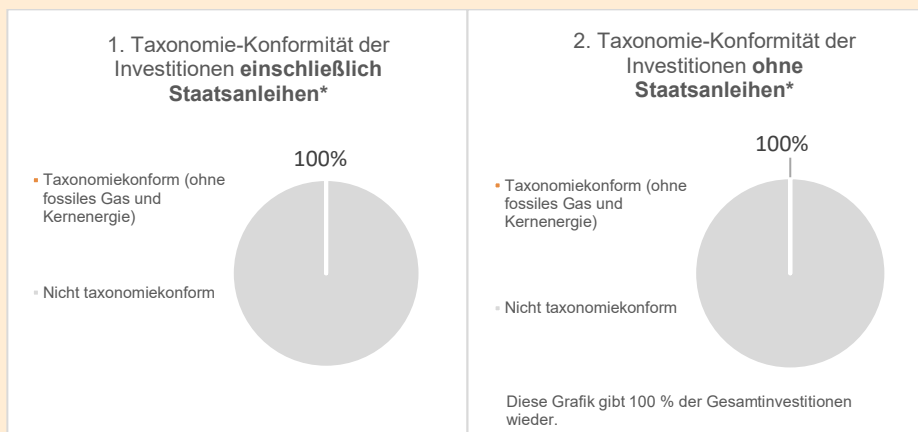 1. Taxonomie-Konformität der
Investitionen einschließlich
Staatsanleihen*
100%
Taxonomiekonform (ohne
fossiles Gas und
Kernenergie)
Nicht taxonomiekonform
2. Taxonomie-Konformität der
Investitionen ohne
Staatsanleihen*
100%
Taxonomiekonform (ohne
fossiles Gas und
Kernenergie)
Nicht taxonomiekonform
Diese Grafik gibt 100 % der Gesamtinvestitionen
wieder.